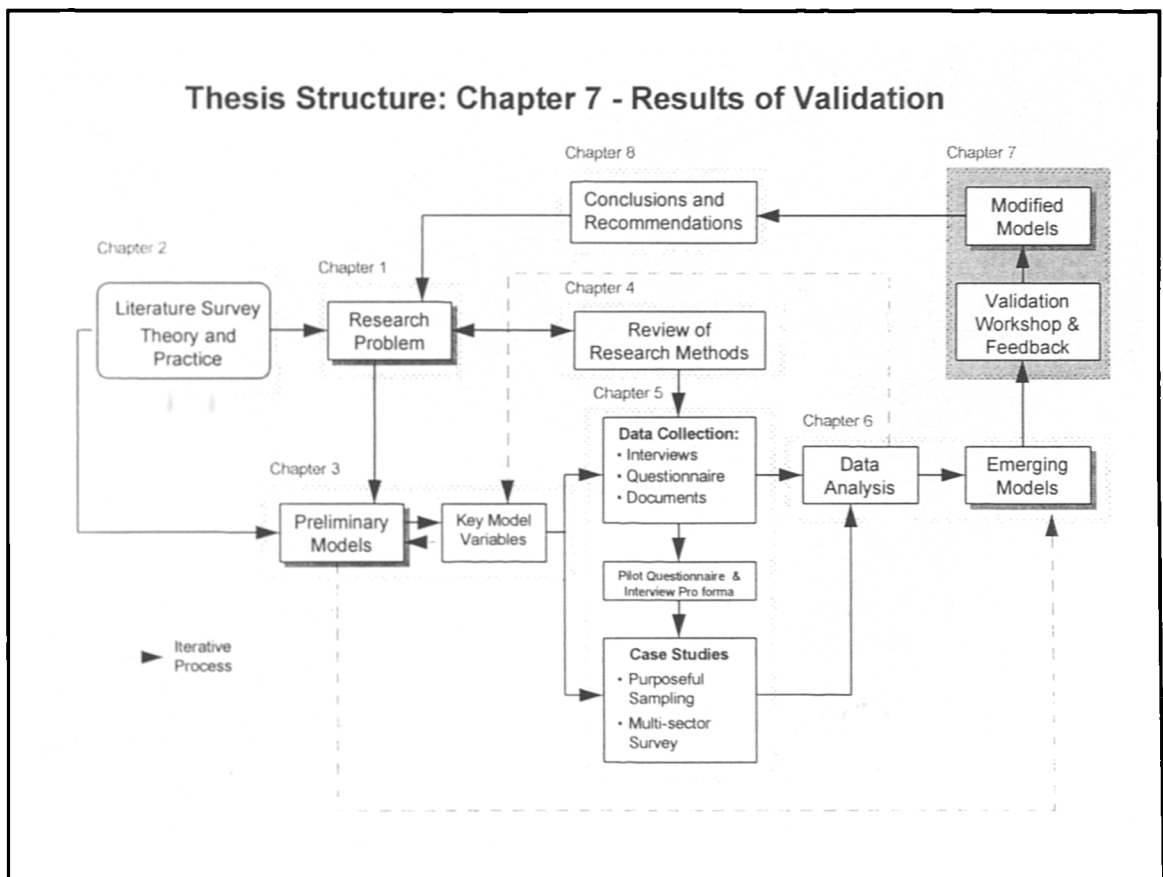 Thesis Structure: Chapter 7 - Results of Validation
Chapter 8
Conclusions and
Recommendations
Chapter 7
Modified
Models
Validation
Workshop &
Feedback
Chapter 2
Literature Survey
Theory and
Practice
Chapter 1
Research
Problem
Chapter 4
Review of
Research Methods
Chapter 5
Data Collection:
• Interviews
• Questionnaire
• Documents
Chapter 6
Data
Analysis
Emerging
Models
Chapter 3
Preliminary
Models
Key Model
Variables
Pilot Questionnaire &
Interview Pro forma
Case Studies
• Purposeful
Sampling
• Multi-sector
Survey
Iterative
Process